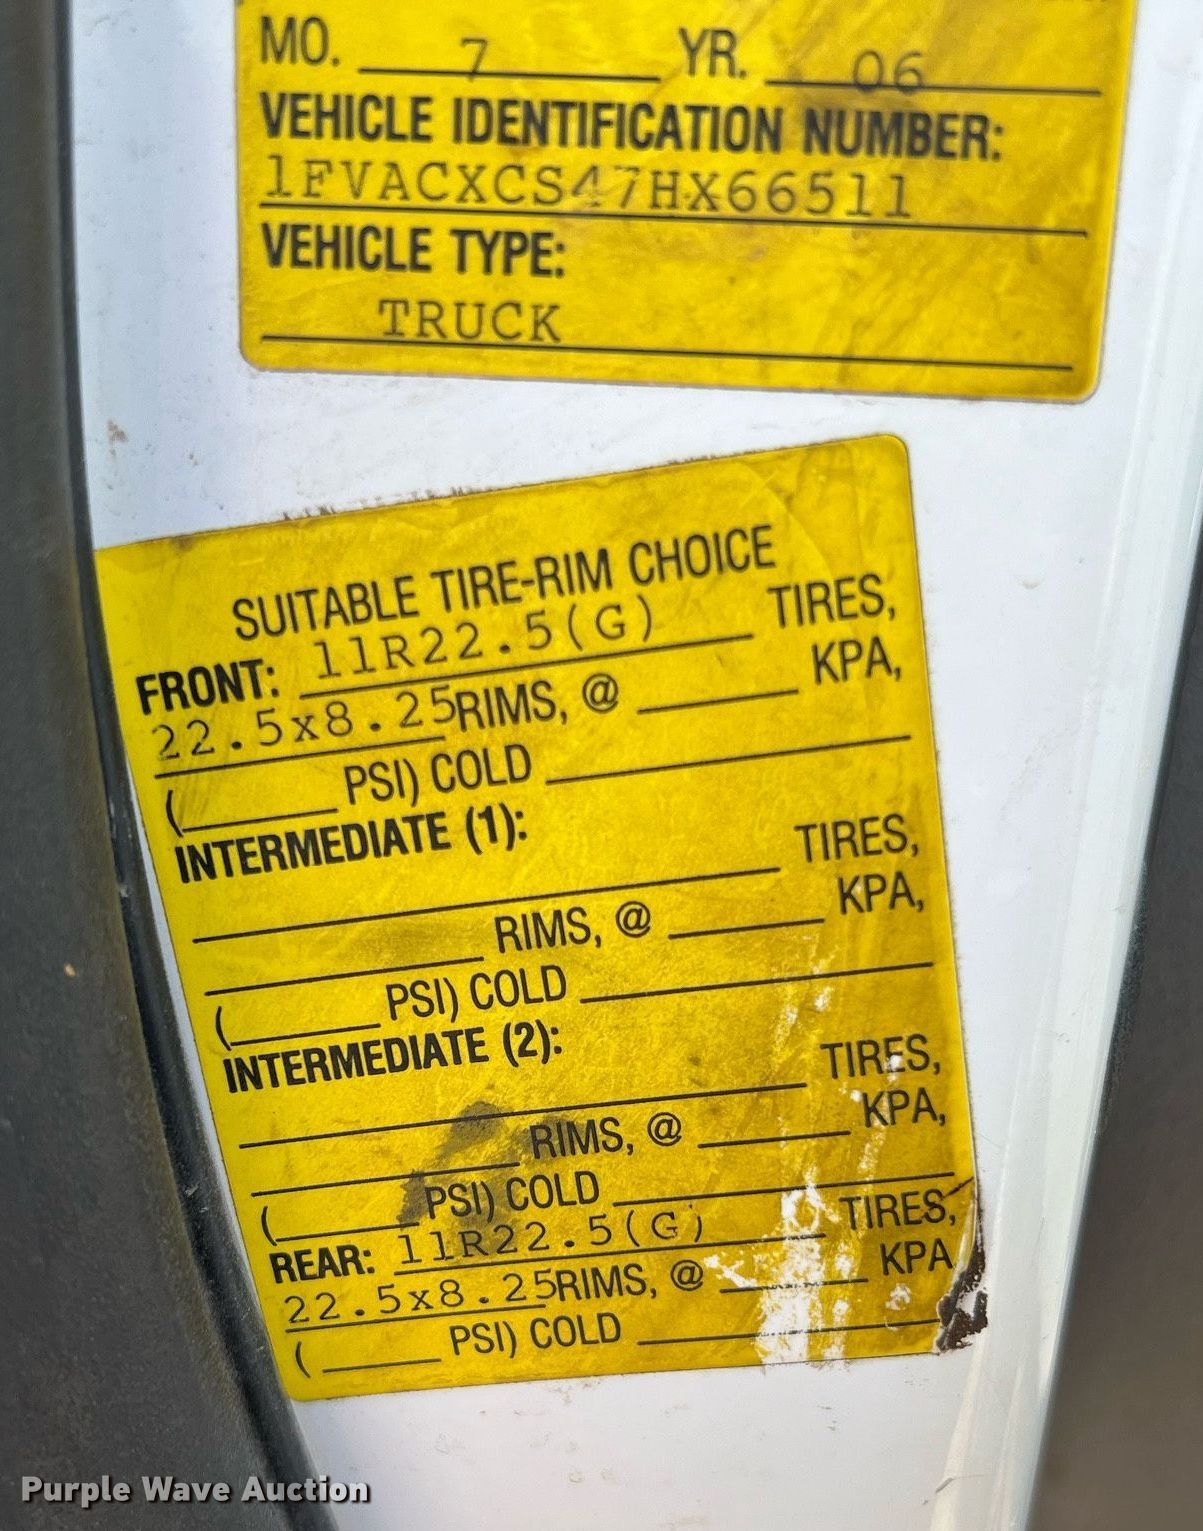 MO. 7 YR. 06
VEHICLE IDENTIFICATION NUMBER:
1FVACXCS47HX66511
VEHICLE TYPE:
TRUCK
SUITABLE TIRE-RIM CHOICE
FRONT: 11R22.5(G) TIRES,
22.5x8.25RIMS, @ KPA,
( PSI) COLD
INTERMEDIATE (1):
TIRES,
RIMS, @ KPA,
( PSI) COLD
INTERMEDIATE (2):
TIRES,
RIMS, @ KPA,
( PSI) COLD
REAR: 11R22.5(G) TIRES,
22.5x8.25RIMS, @ KPA
( PSI) COLD
Purple Wave Auction